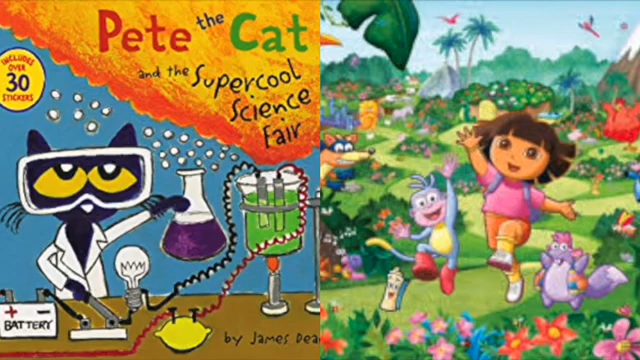 Pete the Cat
and the Supercool
Science
Fair
INCLUDES
OVER
30
STICKERS
+ -
BATTERY
by James Dea